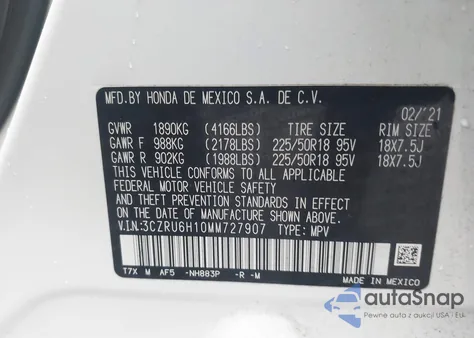 MFD.BY HONDA DE MEXICO S.A. DE C.V.
02/'21
GVWR 1890KG (4166LBS) TIRE SIZE RIM SIZE
GAWR F 988KG (2178LBS) 225/50R18 95V 18X7.5J
GAWR R 902KG (1988LBS) 225/50R18 95V 18X7.5J
THIS VEHICLE CONFORMS TO ALL APPLICABLE
FEDERAL MOTOR VEHICLE SAFETY
AND THEFT PREVENTION STANDARDS IN
EFFECT ON THE DATE OF MANUFACTURE SHOWN ABOVE.
V.I.N:3CZRU6H10MM727907 TYPE: MPV
T7X M AF5 -NH883P -R -M
MADE IN MEXICO
autaSnap
Pewne auta z aukcji USA i